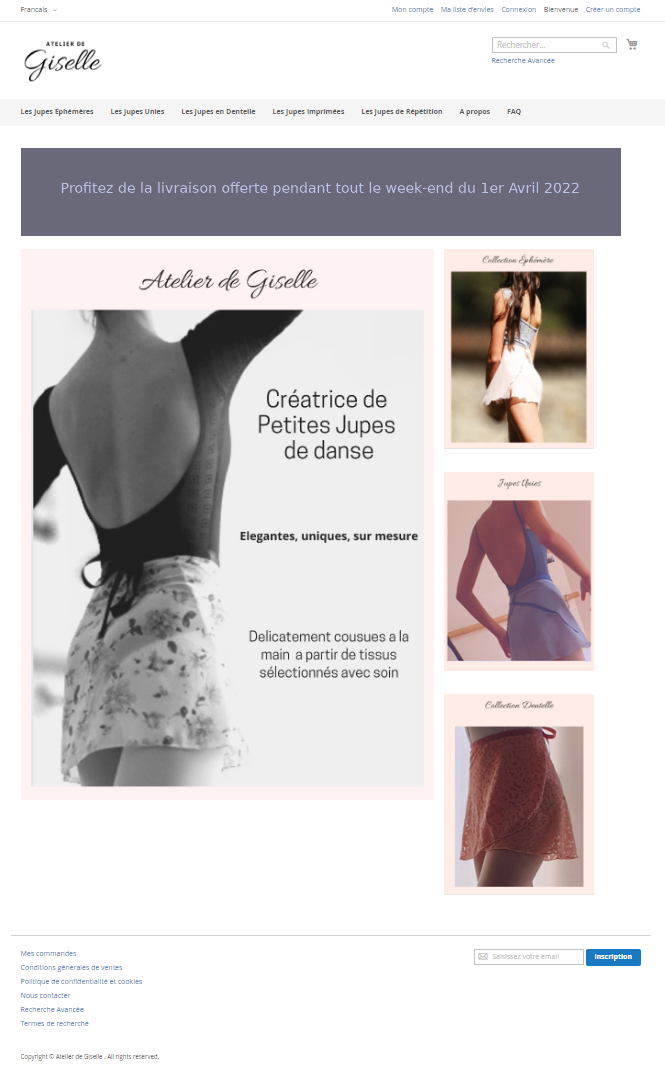 Francais
Mon compte Ma liste d'envies Connexion Bienvenue Créer un compte
ATELIER DE
Giselle
Rechercher...
Recherche Avancée
Les Jupes Ephémères Les Jupes Unies Les Jupes en Dentelle Les Jupes Imprimées Les Jupes de Répétition A propos FAQ
Profitez de la livraison offerte pendant tout le week-end du 1er Avril 2022
Atelier de Giselle
Créatrice de
Petites Jupes
de danse
Elegantes, uniques, sur mesure
Delicatement cousues a la
main a partir de tissus
sélectionnés avec soin
Collection Éphémère
Jupes Unies
Collection Dentelle
Mes commandes
Conditions générales de ventes
Politique de confidentialité et cookies
Nous contacter
Recherche Avancée
Termes de recherche
Saisissez votre email
Inscription
Copyright © Atelier de Giselle . All rights reserved.